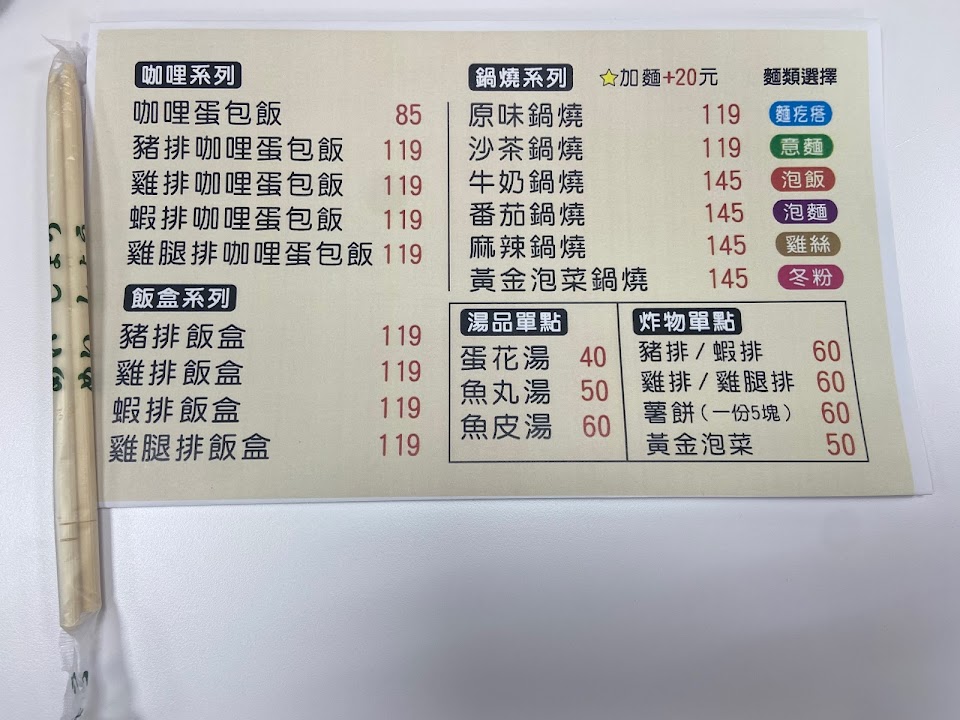 咖哩系列
咖哩蛋包飯 85
豬排咖哩蛋包飯 119
雞排咖哩蛋包飯 119
蝦排咖哩蛋包飯 119
雞腿排咖哩蛋包飯 119
飯盒系列
豬排飯盒 119
雞排飯盒 119
蝦排飯盒 119
雞腿排飯盒 119
鍋燒系列 ☆加麵+20元 麵類選擇
原味鍋燒 119 麵疙瘩
沙茶鍋燒 119 意麵
牛奶鍋燒 145 泡飯
番茄鍋燒 145 泡麵
麻辣鍋燒 145 雞絲
黃金泡菜鍋燒 145 冬粉
湯品單點
蛋花湯 40
魚丸湯 50
魚皮湯 60
炸物單點
豬排/蝦排 60
雞排/雞腿排 60
薯餅(一份5塊) 60
黃金泡菜 50